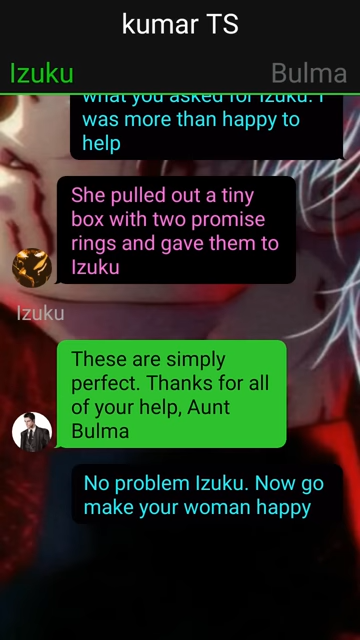 kumar TS
Izuku Bulma
what you asked for Izuku. I
was more than happy to
help
She pulled out a tiny
box with two promise
rings and gave them to
Izuku
Izuku
These are simply
perfect. Thanks for all
of your help, Aunt
Bulma
No problem Izuku. Now go
make your woman happy